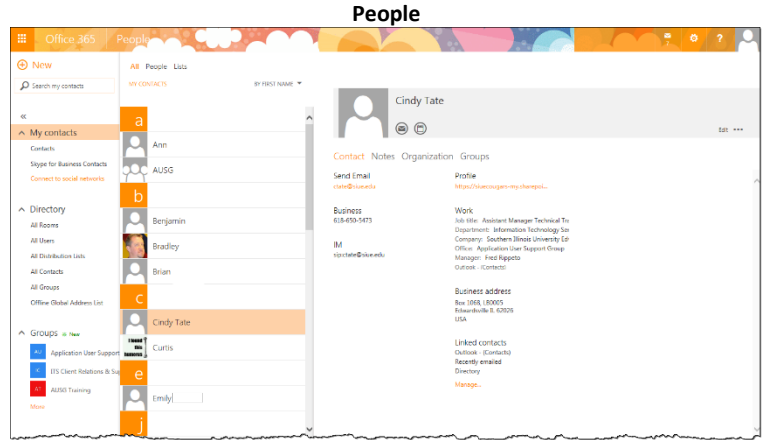 People
Office 365
People
?
New
Search my contacts
«
My contacts
Contacts
Skype for Business Contacts
Connect to social networks
Directory
All Rooms
All Users
All Distribution Lists
All Contacts
All Groups
Offline Global Address List
Groups
New
AU Application User Support
ITS Client Relations & Su
AUSG Training
More
All People Lists
MY CONTACTS BY FIRST NAME
a
Ann
AUSG
b
Benjamin
Bradley
Brian
c
Cindy Tate
Curtis
e
Emily
j
Cindy Tate
Edit •••
Contact Notes Organization Groups
Send Email
ctate@siue.edu
Business
618-650-5473
IM
sip:ctate@siue.edu
Profile
https://siuecougars-my.sharepoi...
Work
Job title: Assistant Manager Technical Tra
Department: Information Technology Ser
Company: Southern Illinois University Ed
Office: Application User Support Group
Manager: Fred Rippeto
Outlook - (Contacts)
Business address
Box 1068, LB0005
Edwardsville IL 62026
USA
Linked contacts
Outlook - (Contacts)
Recently emailed
Directory
Manage...